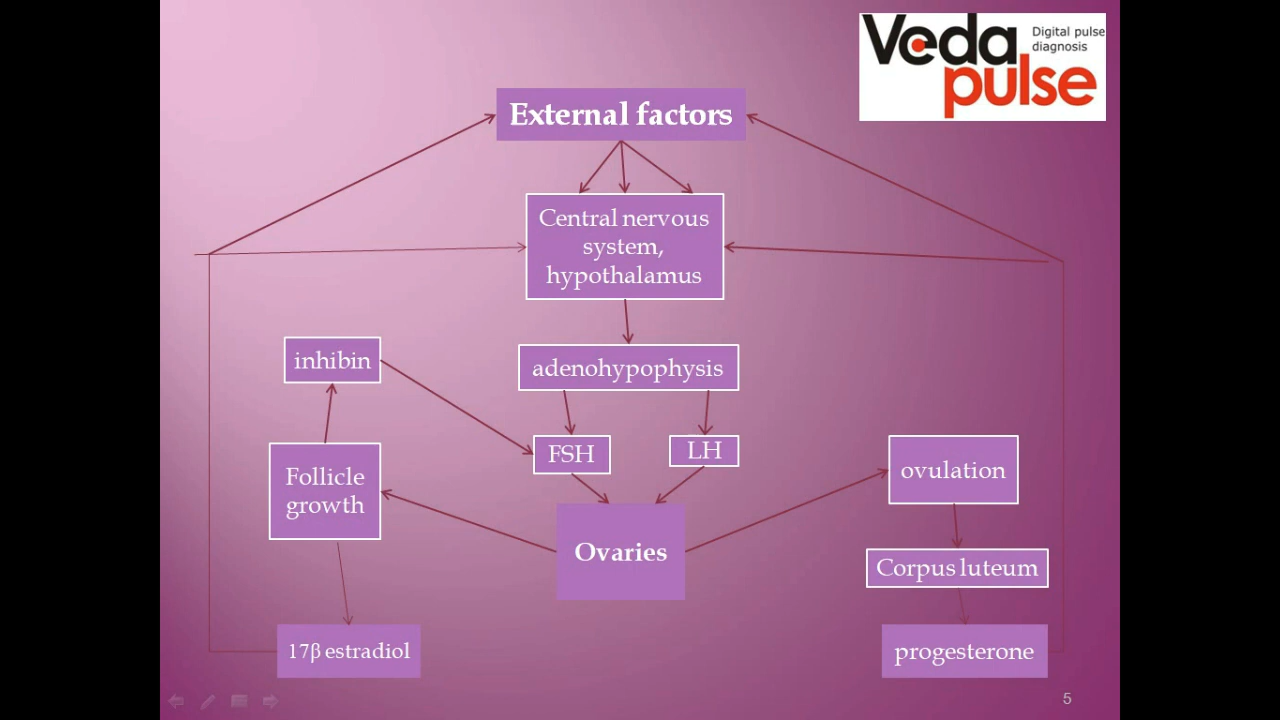 Veda
pulse
Digital pulse
diagnosis
External factors
Central nervous
system,
hypothalamus
inhibin
adenohypophysis
FSH
LH
Follicle
growth
ovulation
Ovaries
Corpus luteum
17β estradiol
progesterone
5